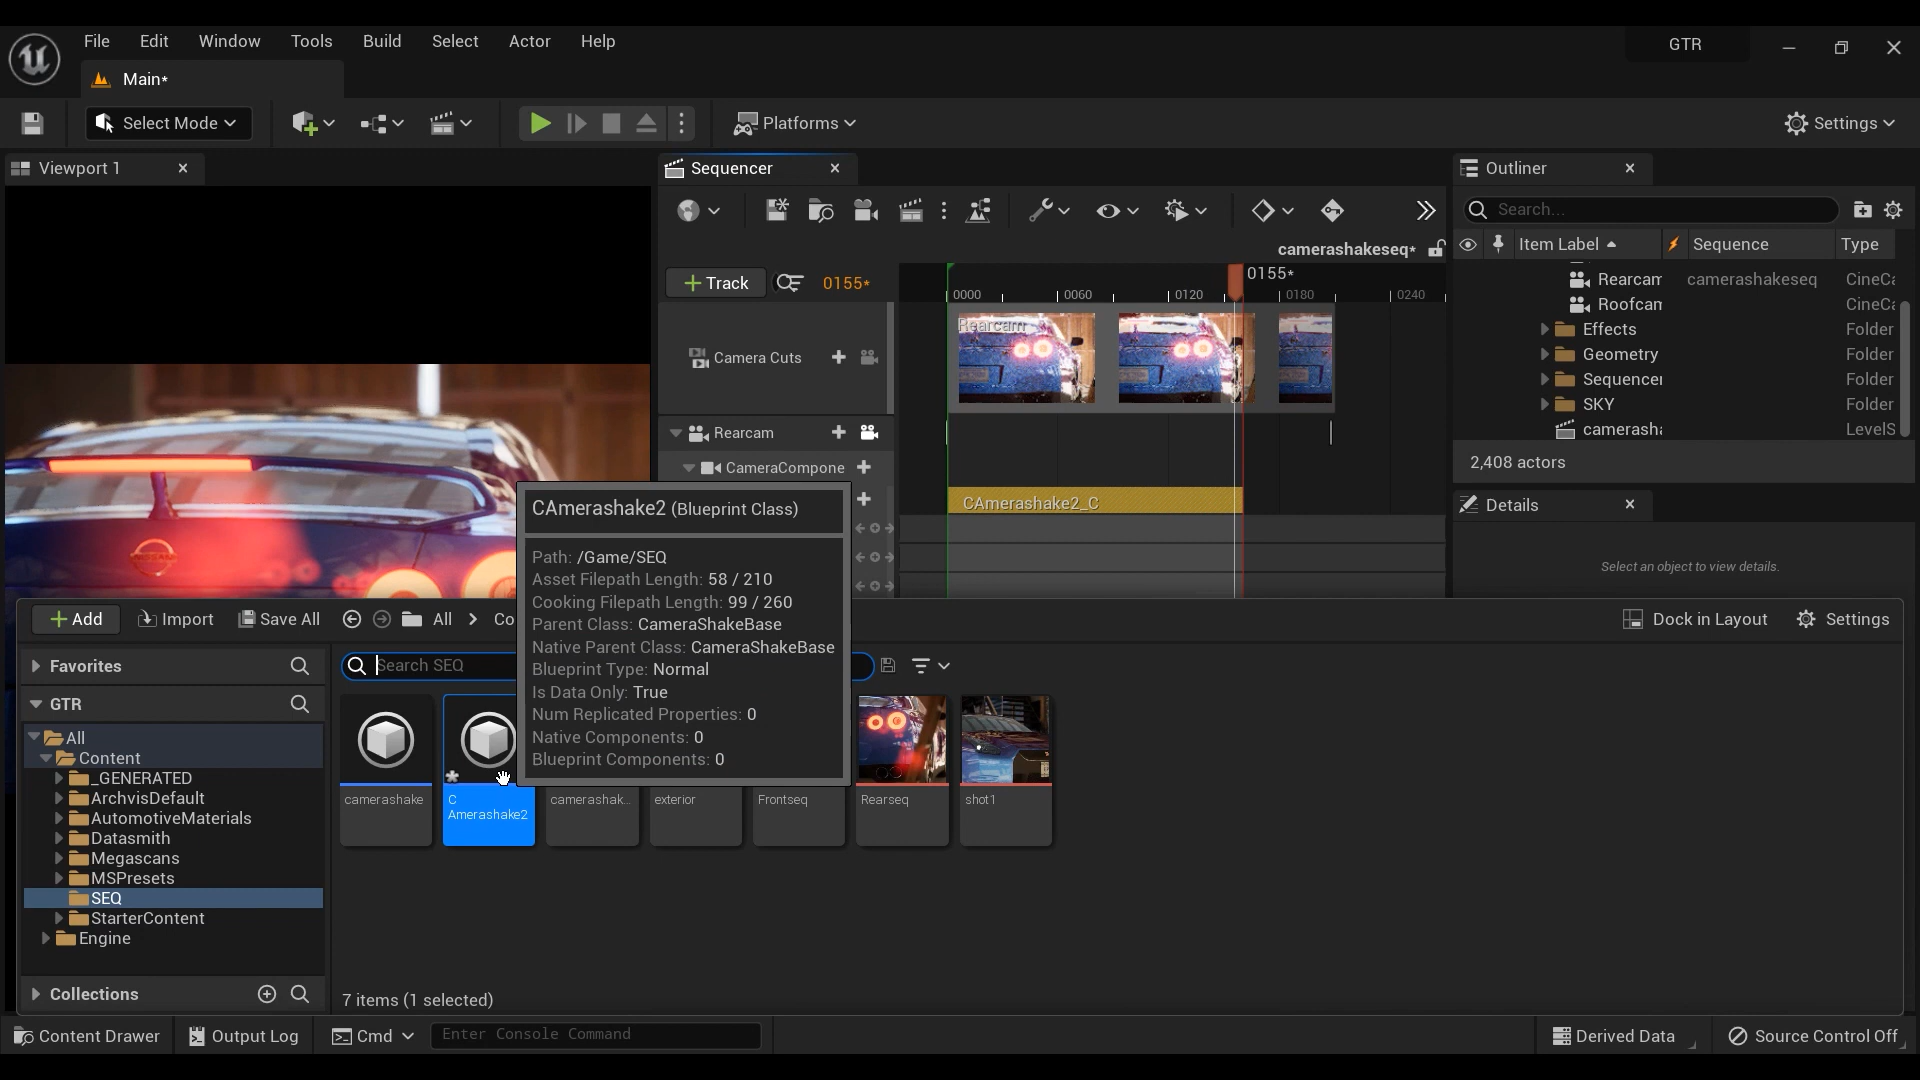 File
Edit
Window
Tools
Build
Select
Actor
Help
GTR
Main*
Select Mode
Platforms
Settings
Viewport 1
Sequencer
Outliner
Search...
camerashakeseq*
Item Label
Sequence
Type
Track
0155*
0155*
0000
0060
0120
0180
0240
Rearcam
camerashakeseq
CineCa
Roofcam
CineCa
Effects
Folder
Geometry
Folder
Sequencer
Folder
SKY
Folder
camerasha
LevelS
2,408 actors
Rearcam
Camera Cuts
Rearcam
CameraCompone
CAmerashake2_C
Details
Select an object to view details.
CAmerashake2 (Blueprint Class)
Path: /Game/SEQ
Asset Filepath Length: 58 / 210
Cooking Filepath Length: 99 / 260
Parent Class: CameraShakeBase
Native Parent Class: CameraShakeBase
Blueprint Type: Normal
Is Data Only: True
Num Replicated Properties: 0
Native Components: 0
Blueprint Components: 0
Add
Import
Save All
All
Co
Dock in Layout
Settings
Favorites
Search SEQ
GTR
All
Content
_GENERATED
ArchvisDefault
AutomotiveMaterials
Datasmith
Megascans
MSPresets
SEQ
StarterContent
Engine
Collections
camerashake
C
Amerashake2
camerashak...
exterior
Frontseq
Rearseq
shot1
7 items (1 selected)
Content Drawer
Output Log
Cmd
Enter Console Command
Derived Data
Source Control Off